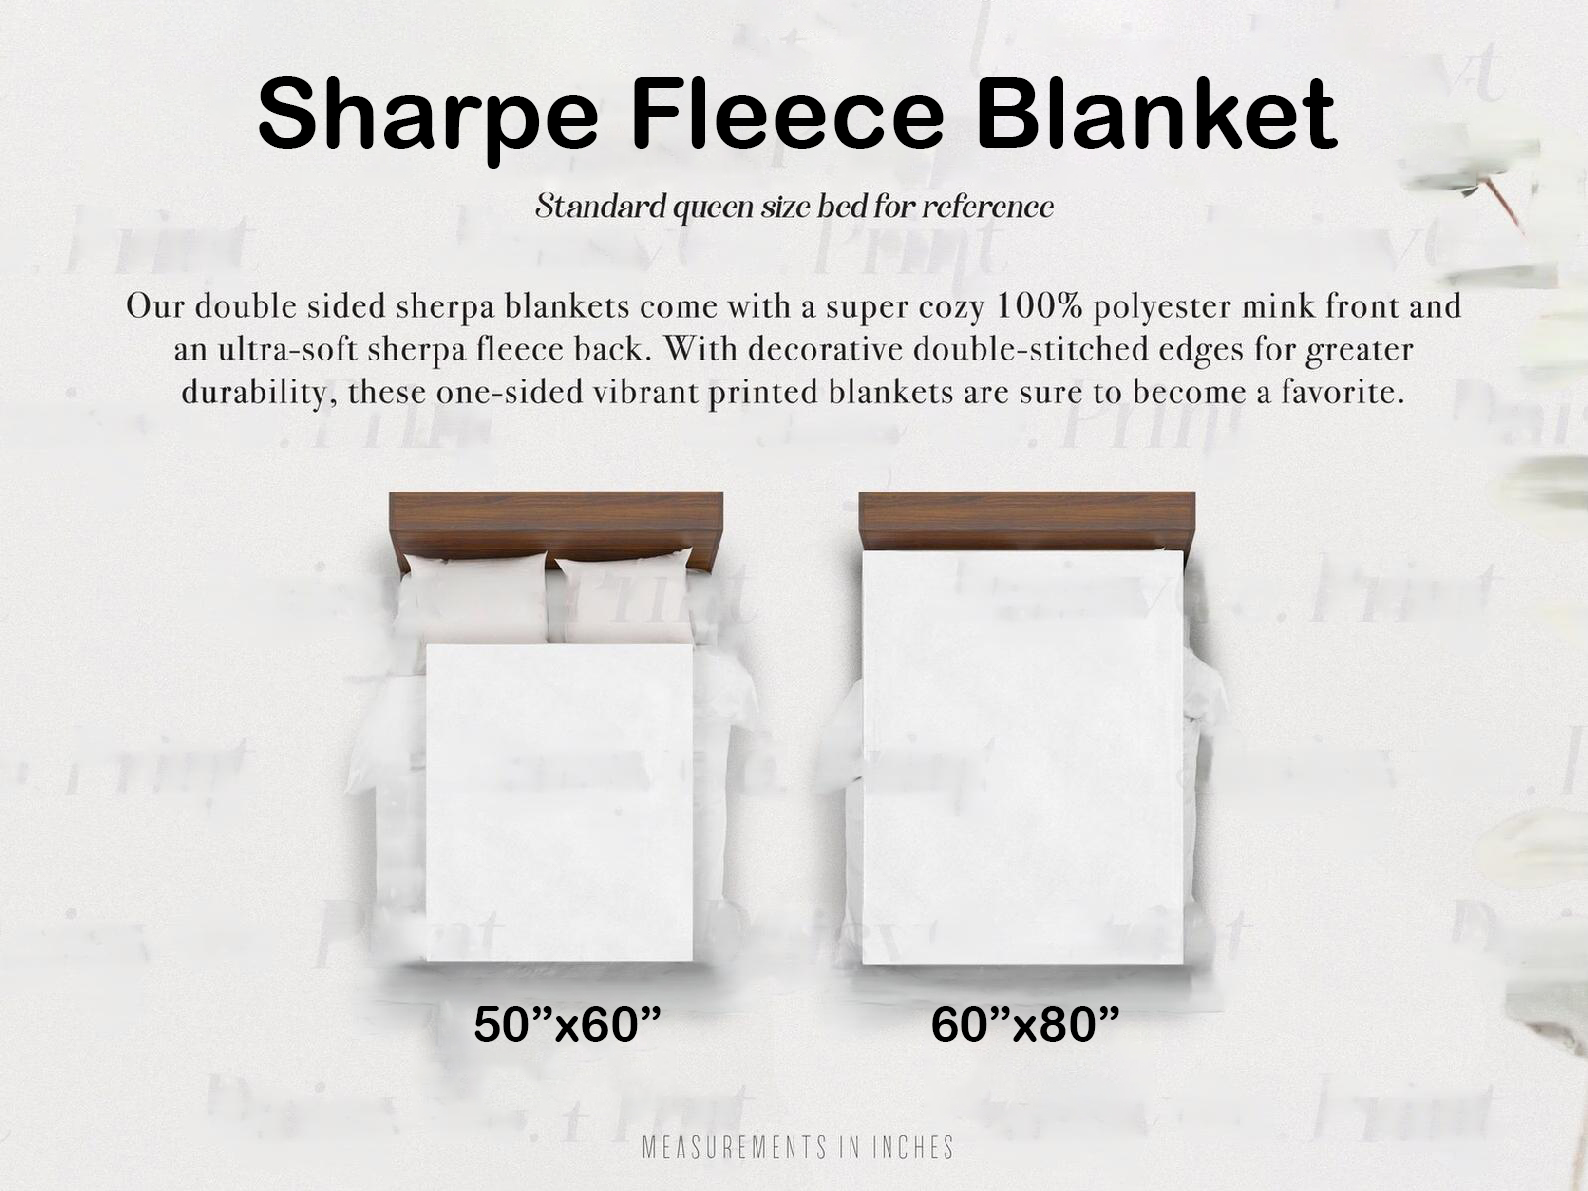 Sharpe Fleece Blanket
Standard queen size bed for reference
Our double sided sherpa blankets come with a super cozy 100% polyester mink front and
an ultra-soft sherpa fleece back. With decorative double-stitched edges for greater
durability, these one-sided vibrant printed blankets are sure to become a favorite.
50”x60”
60”x80”
MEASUREMENTS IN INCHES